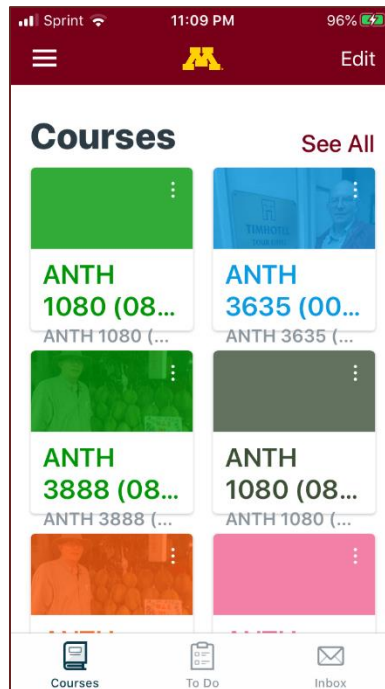 Sprint 11:09 PM 96%
M Edit
Courses See All
TIMHOTEL
ANTH
1080 (08...
ANTH 1080 (...
ANTH
3635 (00...
ANTH 3635 (...
ANTH
3888 (08...
ANTH 3888 (...
ANTH
1080 (08...
ANTH 1080 (...
Courses To Do Inbox